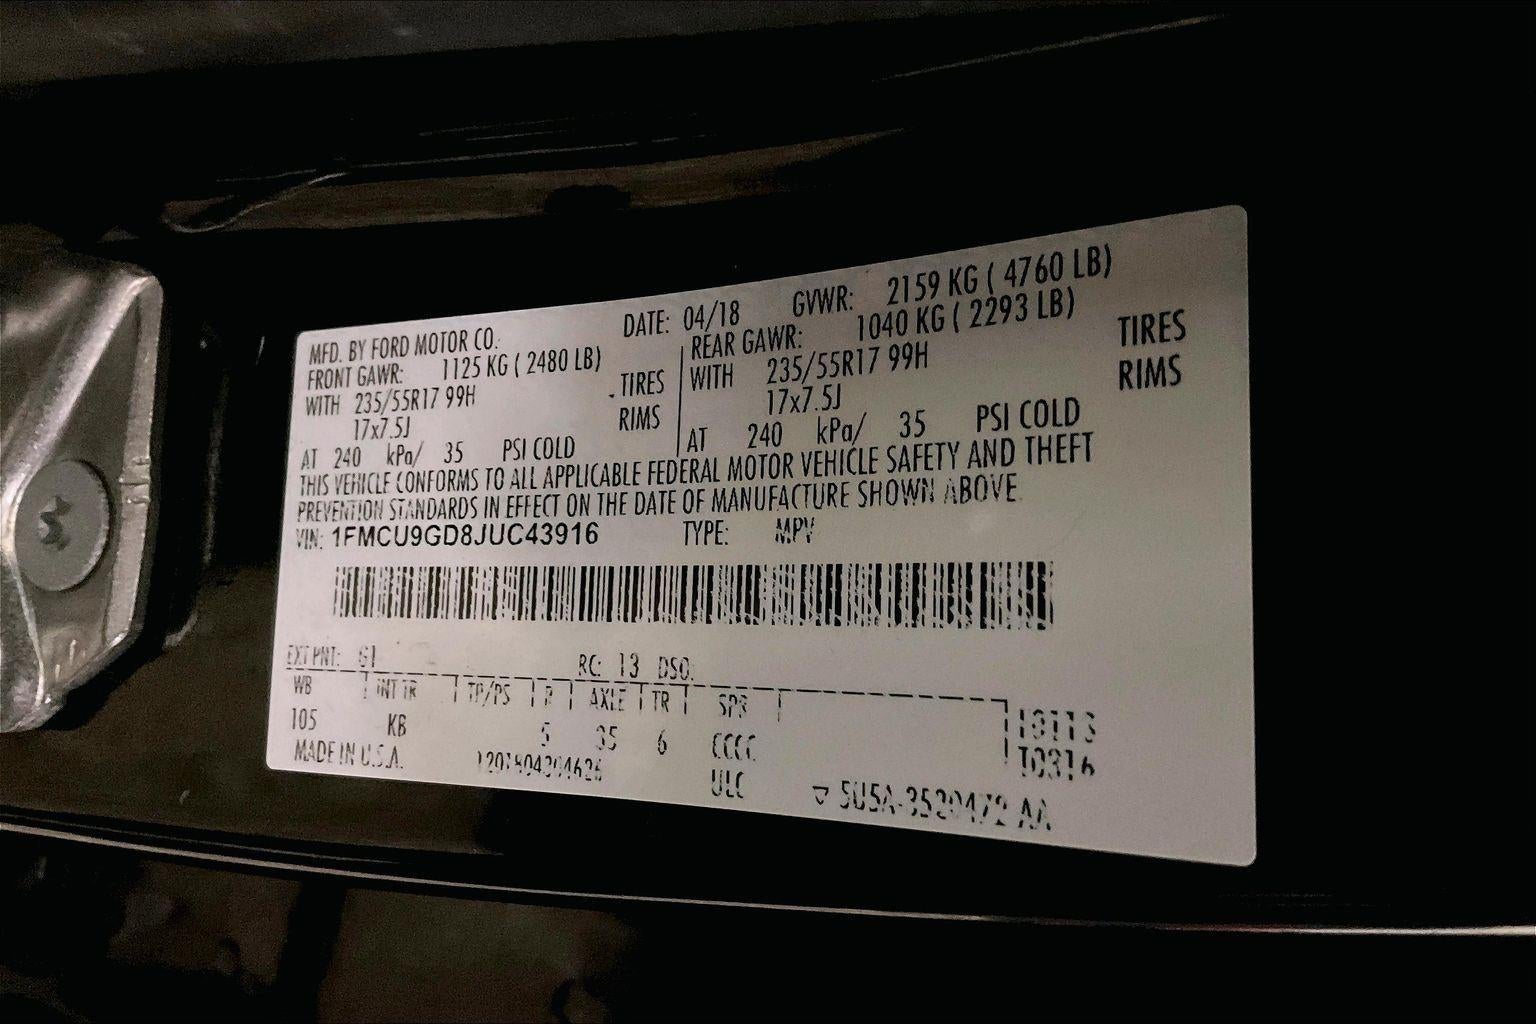 MFD. BY FORD MOTOR CO. DATE: 04/18 GVWR: 2159 KG ( 4760 LB)
FRONT GAWR: 1125 KG ( 2480 LB) REAR GAWR: 1040 KG ( 2293 LB)
WITH 235/55R17 99H TIRES WITH 235/55R17 99H TIRES
17x7.5J RIMS 17x7.5J RIMS
AT 240 kPa/ 35 PSI COLD AT 240 kPa/ 35 PSI COLD
THIS VEHICLE CONFORMS TO ALL APPLICABLE FEDERAL MOTOR VEHICLE SAFETY AND THEFT
PREVENTION STANDARDS IN EFFECT ON THE DATE OF MANUFACTURE SHOWN ABOVE.
VIN: 1FMCU9GD8JUC43916 TYPE: MPV
EXT PNT: G1 RC: 13 DSO:
WB INT TR TP/PS R AXLE TR SPR
105 KB 5 35 6 CCCC
MADE IN U.S.A. ULC